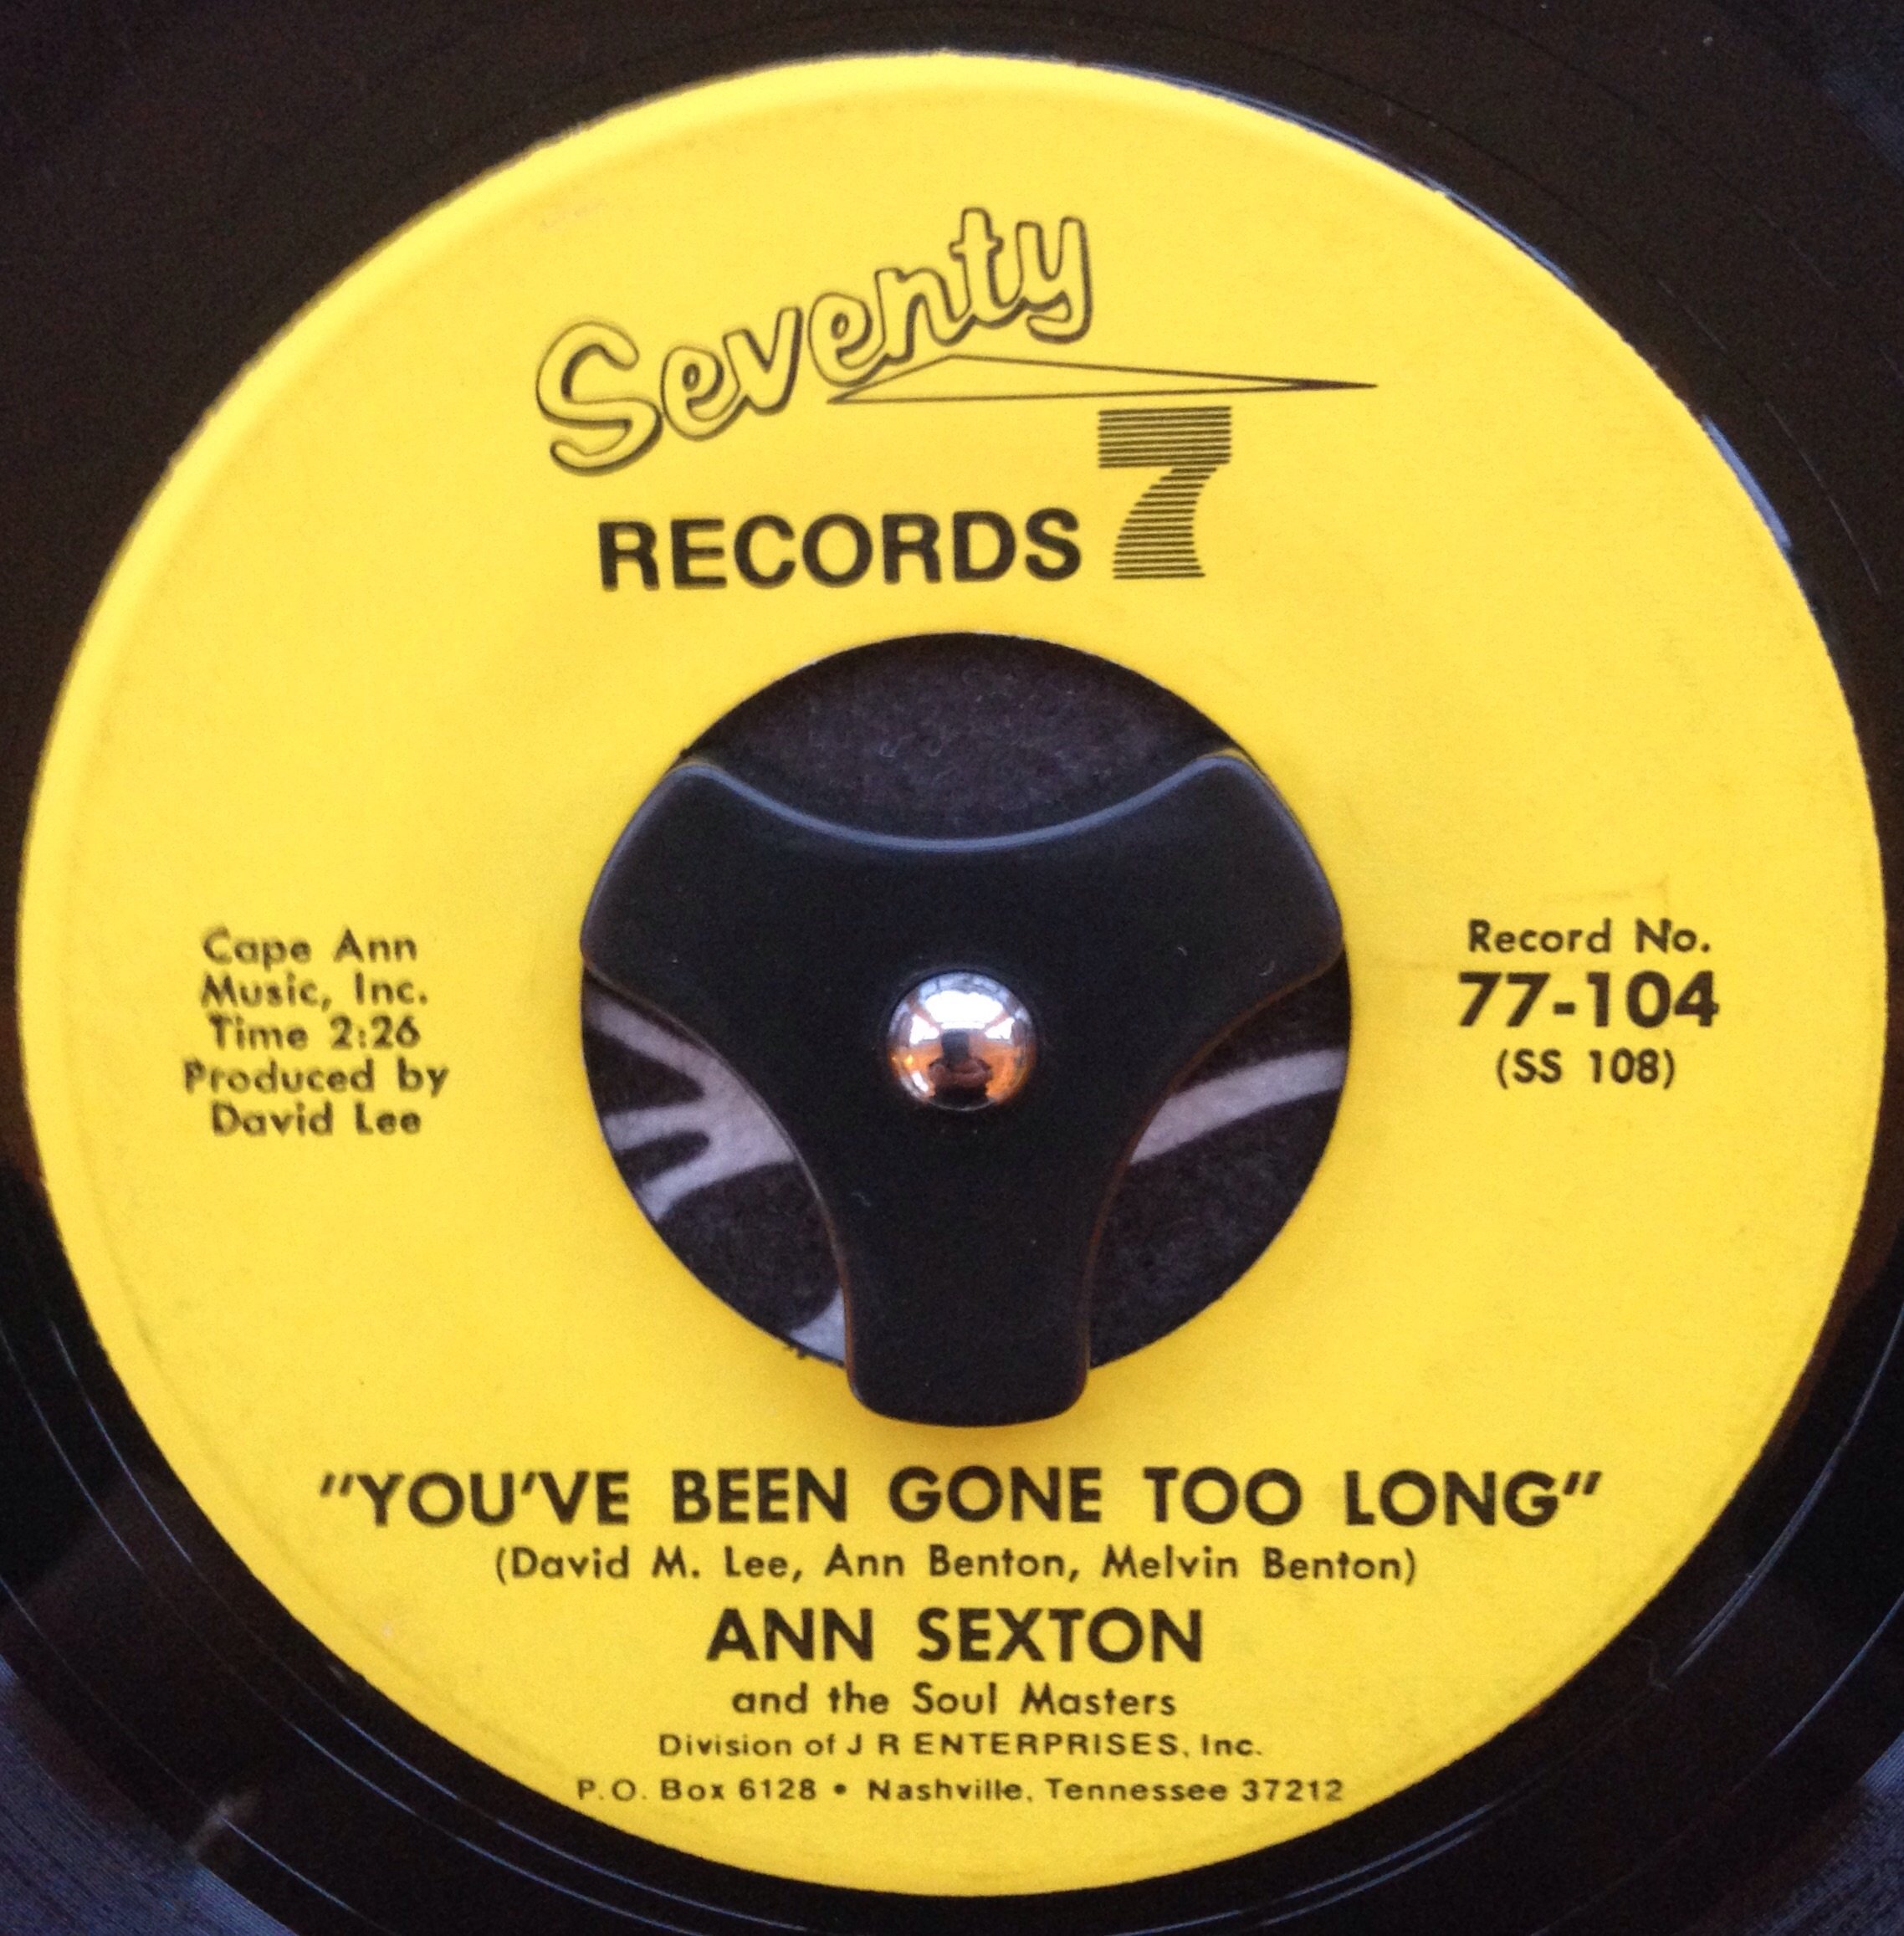 Seventy
RECORDS 7
Cape Ann
Music, Inc.
Time 2:26
Produced by
David Lee
Record No.
77-104
(SS 108)
"YOU'VE BEEN GONE TOO LONG"
(David M. Lee, Ann Benton, Melvin Benton)
ANN SEXTON
and the Soul Masters
Division of J R ENTERPRISES, Inc.
P.O. Box 6128 • Nashville, Tennessee 37212